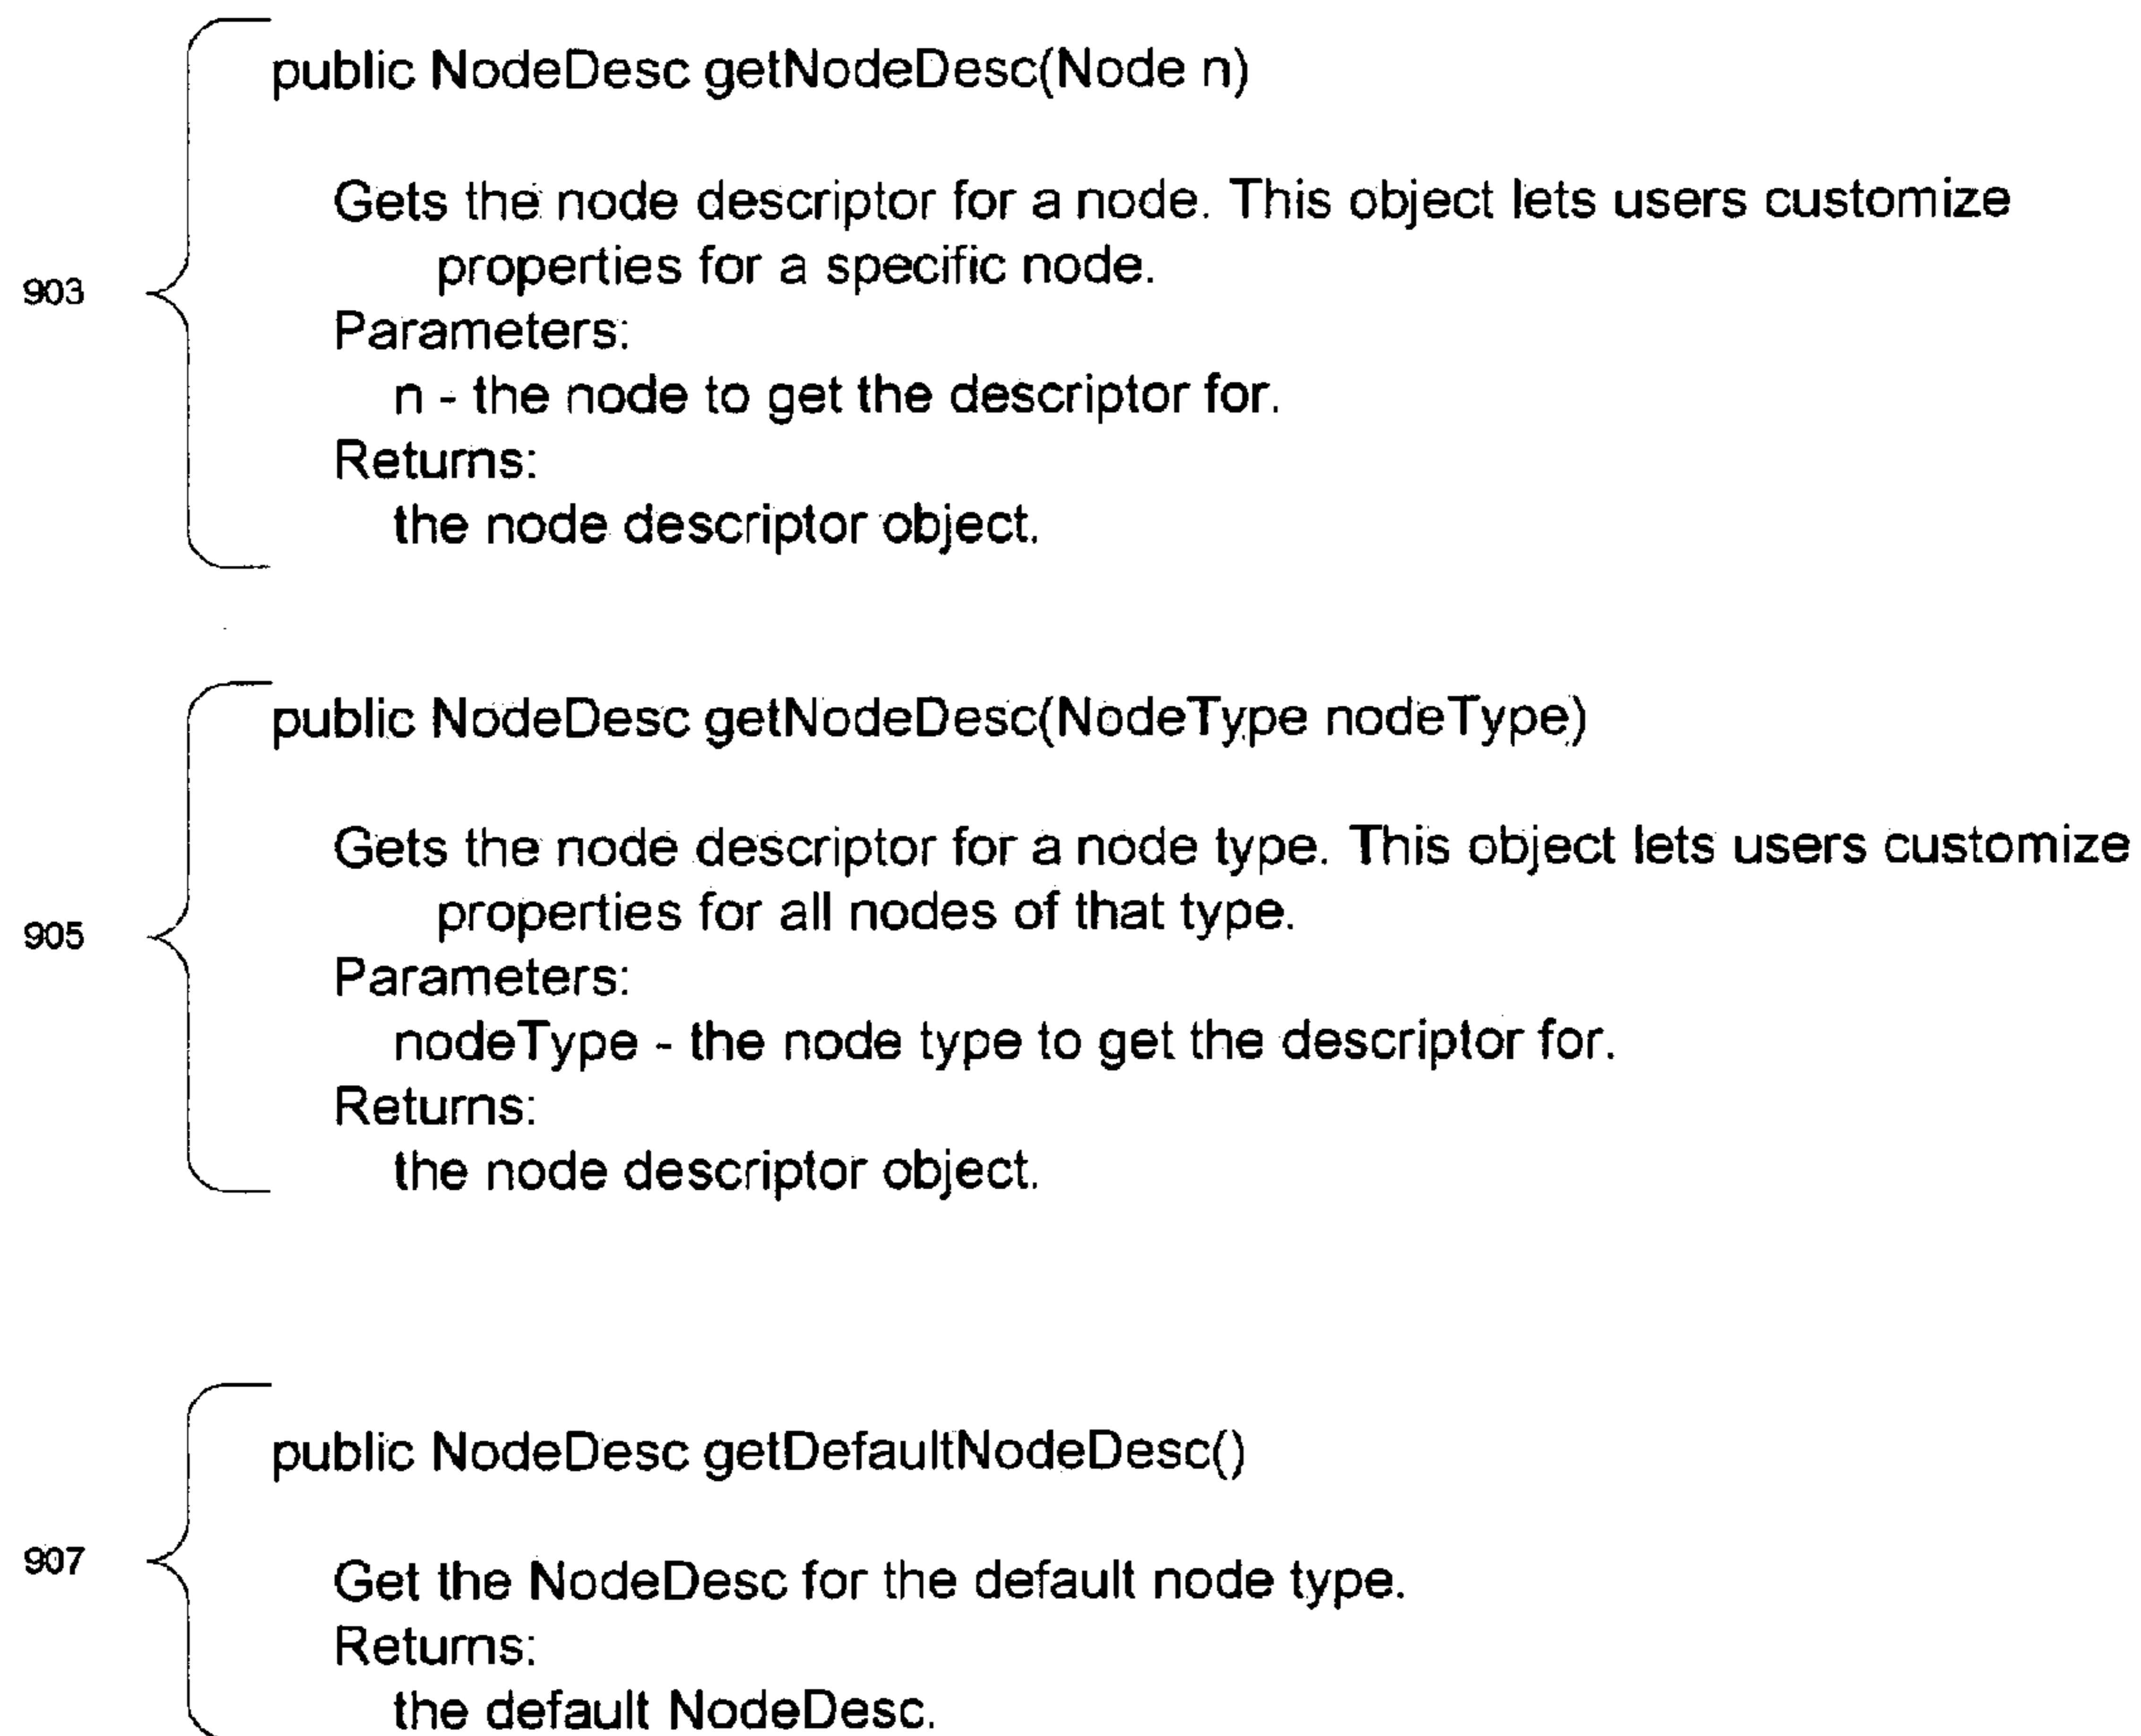 public NodeDesc getNodeDesc(Node n)
Gets the node descriptor for a node. This object lets users customize
properties for a specific node.
903
Parameters:
n - the node to get the descriptor for.
Returns:
the node descriptor object.
public NodeDesc getNodeDesc(NodeType nodeType)
Gets the node descriptor for a node type. This object lets users customize
properties for all nodes of that type.
905
Parameters:
nodeType - the node type to get the descriptor for.
Returns:
the node descriptor object.
public NodeDesc getDefaultNodeDesc()
907
Get the NodeDesc for the default node type.
Returns:
the default NodeDesc.